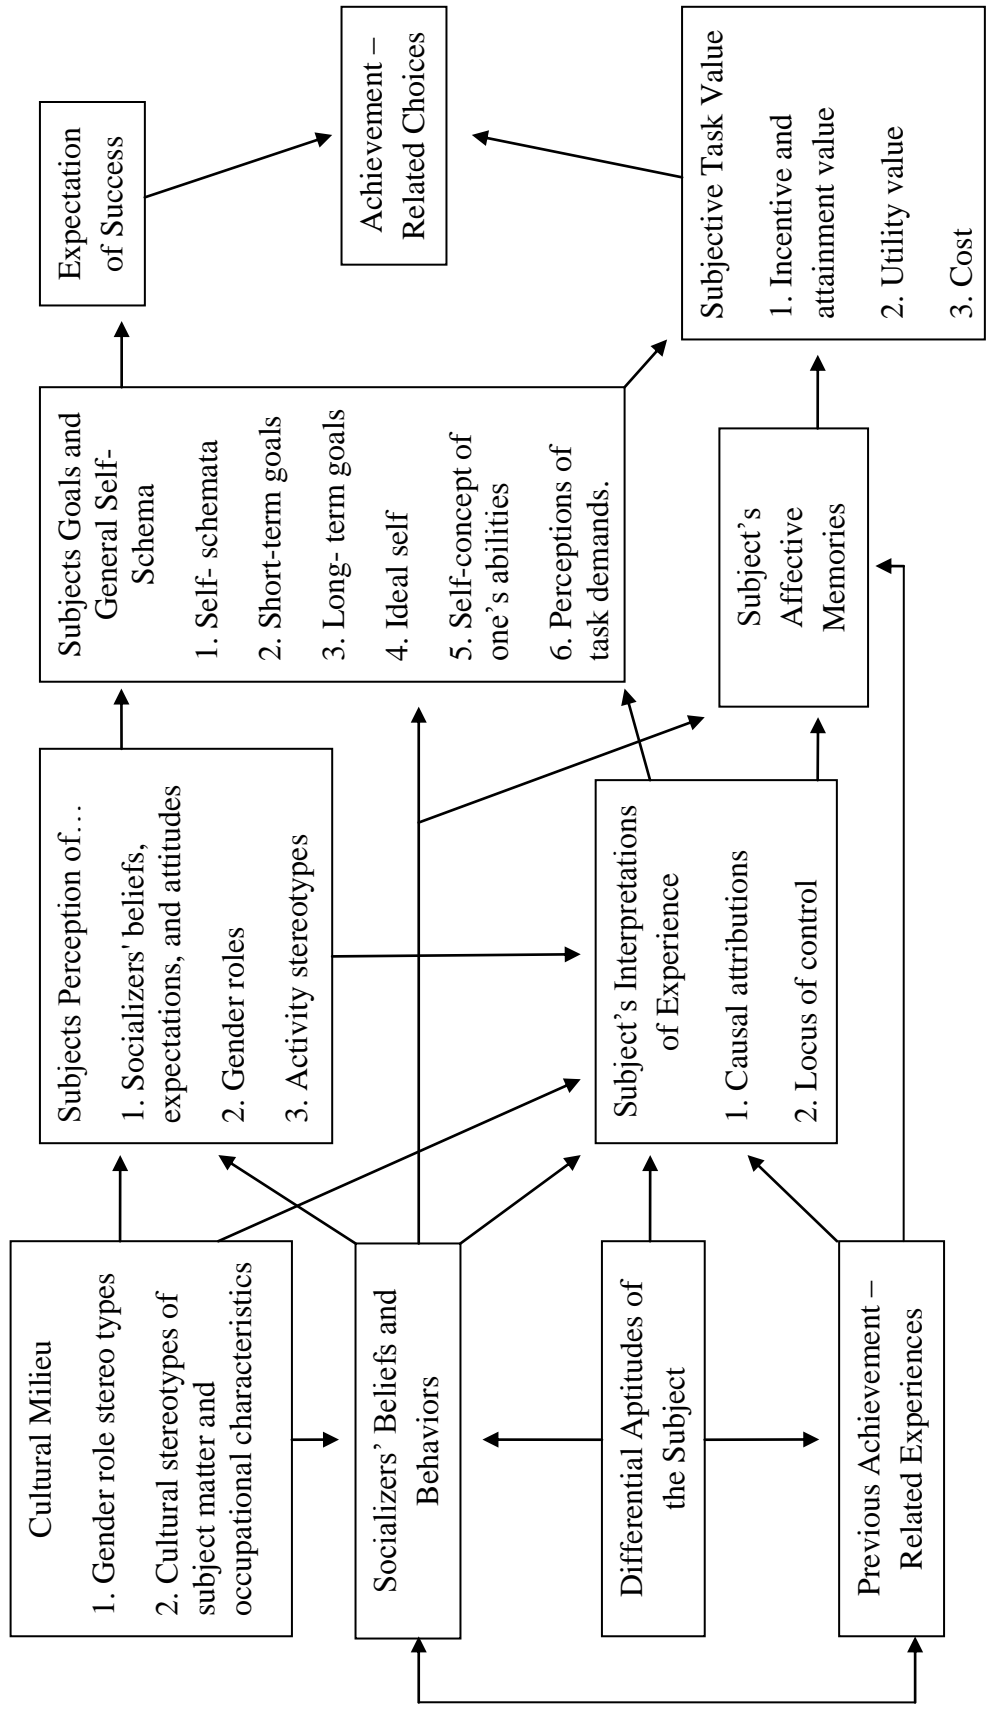 Cultural Milieu
1. Gender role stereo types
2. Cultural stereotypes of
subject matter and
occupational characteristics
Socializers’ Beliefs and
Behaviors
Differential Aptitudes of
the Subject
Previous Achievement –
Related Experiences
Subjects Perception of…
1. Socializers' beliefs,
expectations, and attitudes
2. Gender roles
3. Activity stereotypes
Subject’s Interpretations
of Experience
1. Causal attributions
2. Locus of control
Subjects Goals and
General Self-
Schema
1. Self- schemata
2. Short-term goals
3. Long- term goals
4. Ideal self
5. Self-concept of
one’s abilities
6. Perceptions of
task demands.
Subject’s
Affective
Memories
Expectation
of Success
Achievement –
Related Choices
Subjective Task Value
1. Incentive and
attainment value
2. Utility value
3. Cost